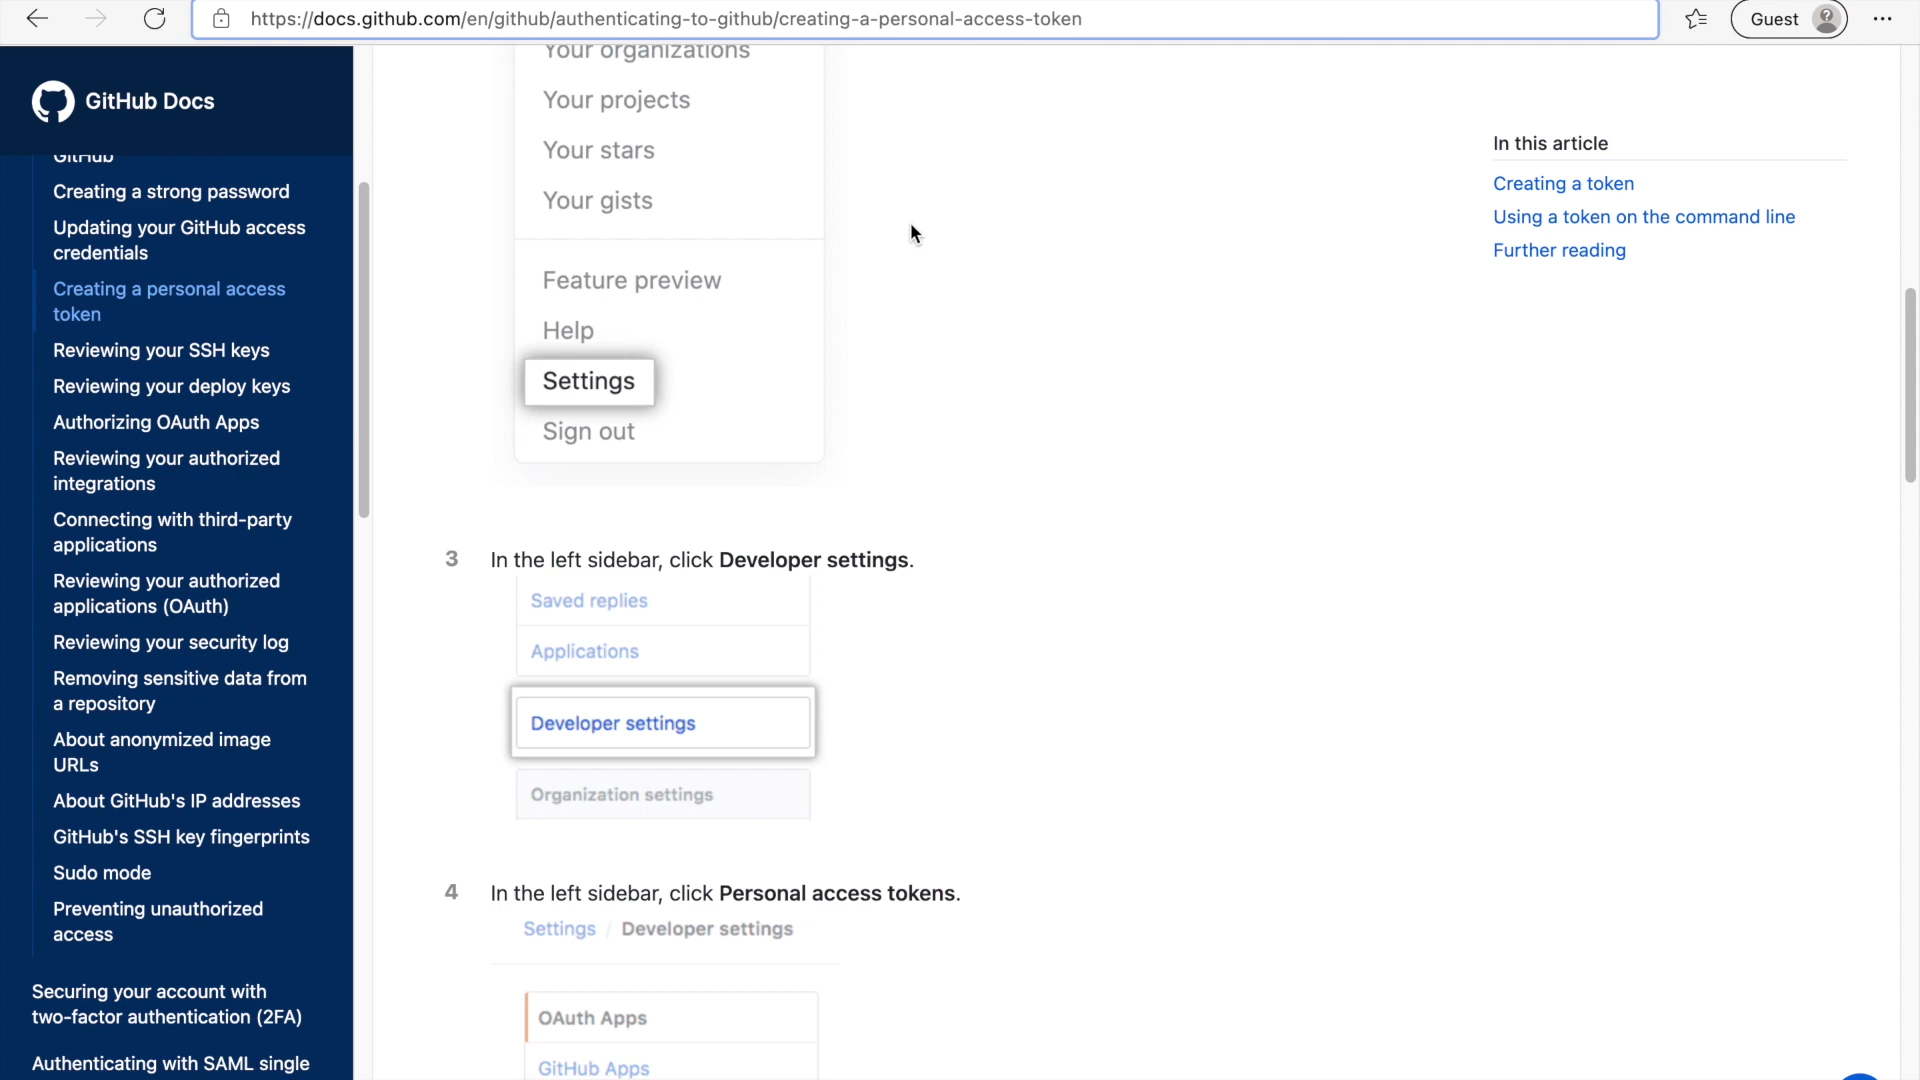 https://docs.github.com/en/github/authenticating-to-github/creating-a-personal-access-token
Guest
GitHub Docs
GitHub
Creating a strong password
Updating your GitHub access
credentials
Creating a personal access
token
Reviewing your SSH keys
Reviewing your deploy keys
Authorizing OAuth Apps
Reviewing your authorized
integrations
Connecting with third-party
applications
Reviewing your authorized
applications (OAuth)
Reviewing your security log
Removing sensitive data from
a repository
About anonymized image
URLs
About GitHub's IP addresses
GitHub's SSH key fingerprints
Sudo mode
Preventing unauthorized
access
Securing your account with
two-factor authentication (2FA)
Authenticating with SAML single
Your organizations
Your projects
Your stars
Your gists
Feature preview
Help
Settings
Sign out
3 In the left sidebar, click Developer settings.
Saved replies
Applications
Developer settings
Organization settings
4 In the left sidebar, click Personal access tokens.
Settings / Developer settings
OAuth Apps
GitHub Apps
In this article
Creating a token
Using a token on the command line
Further reading